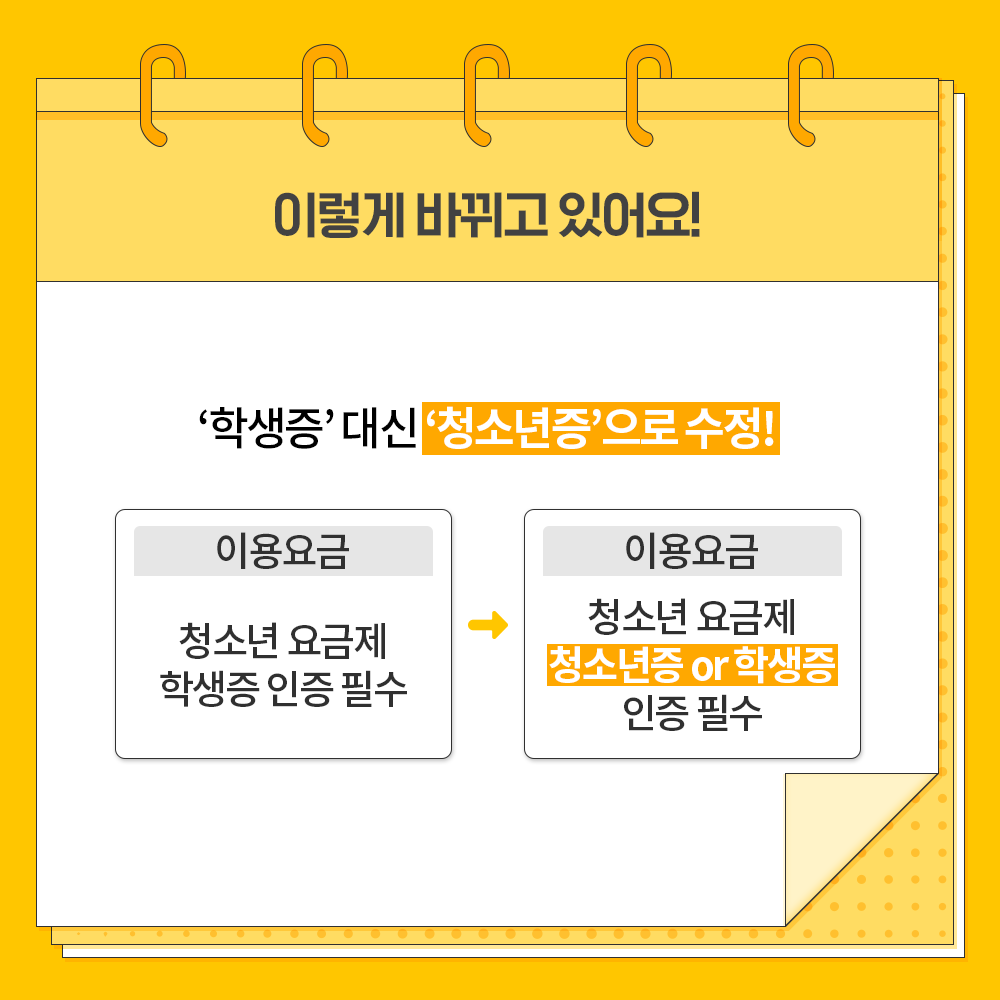 이렇게 바뀌고 있어요!
‘학생증’ 대신 ‘청소년증’으로 수정!
이용요금
청소년 요금제
학생증 인증 필수
이용요금
청소년 요금제
청소년증 or 학생증
인증 필수